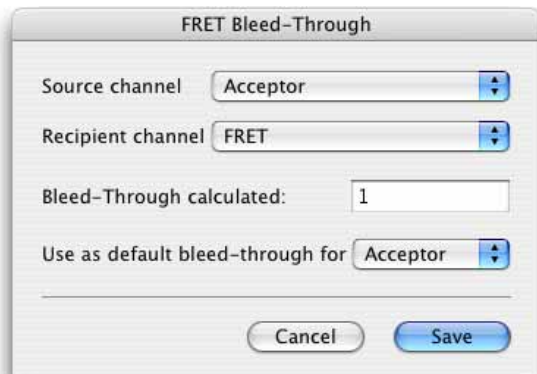 FRET Bleed-Through
Source channel Acceptor
Recipient channel FRET
Bleed-Through calculated: 1
Use as default bleed-through for Acceptor
Cancel Save